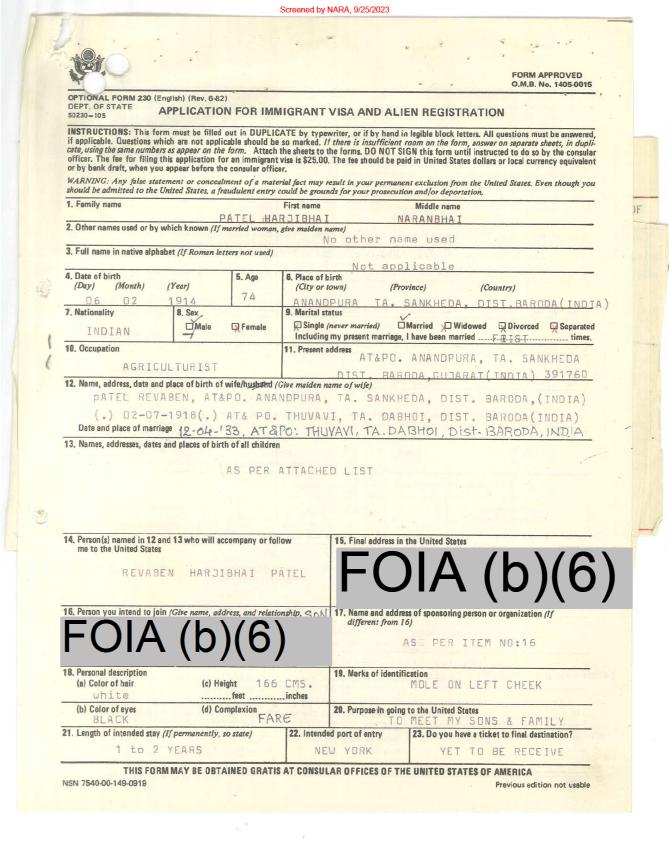 Screened by NARA, 9/25/2023
FORM APPROVED
O.M.B. No. 1405-0015
OPTIONAL FORM 230 (English) (Rev. 6-82)
DEPT. OF STATE
50230-105
APPLICATION FOR IMMIGRANT VISA AND ALIEN REGISTRATION
INSTRUCTIONS: This form must be filled out in DUPLICATE by typewriter, or if by hand in legible block letters. All questions must be answered,
if applicable. Questions which are not applicable should be so marked. If there is insufficient room on the form, answer on separate sheets, in dupli-
cate, using the same numbers as appear on the form. Attach the sheets to the forms. DO NOT SIGN this form until instructed to do so by the consular
officer. The fee for filing this application for an immigrant visa is $25.00. The fee should be paid in United States dollars or local currency equivalent
or by bank draft, when you appear before the consular officer.
WARNING: Any false statement or concealment of a material fact may result in your permanent exclusion from the United States. Even though you
should be admitted to the United States, a fraudulent entry could be grounds for your prosecution and/or deportation.
1. Family name First name Middle name
PATEL HARJIBHAI NARANBHAI
2. Other names used or by which known (If married woman, give maiden name)
No other name used
3. Full name in native alphabet (If Roman letters not used)
Not applicable
4. Date of birth
(Day) (Month) (Year)
06 02 1914
5. Age
74
6. Place of birth
(City or town) (Province) (Country)
ANANDPURA TA. SANKHEDA, DIST.BARODA(INDIA)
7. Nationality
INDIAN
8. Sex
Male Female
9. Marital status
Single (never married) Married Widowed Divorced Separated
Including my present marriage, I have been married FRIST times.
10. Occupation
AGRICULTURIST
11. Present address
AT&PO. ANANDPURA, TA. SANKHEDA
DIST. BARODA,GUJARAT(INDIA) 391760
12. Name, address, date and place of birth of wife/husband (Give maiden name of wife)
PATEL REVABEN, AT&PO. ANANDPURA, TA. SANKHEDA, DIST. BARODA,(INDIA)
(.) 02-07-1918(.) AT& PO. THUVAVI, TA. DABHOI, DIST. BARODA(INDIA)
Date and place of marriage 12-04-'33, AT&PO: THUVAVI, TA. DABHOI, Dist. BARODA, INDIA
13. Names, addresses, dates and places of birth of all children
AS PER ATTACHED LIST
14. Person(s) named in 12 and 13 who will accompany or follow
me to the United States
REVABEN HARJIBHAI PATEL
15. Final address in the United States
FOIA (b)(6)
16. Person you intend to join (Give name, address, and relationship, SON
FOIA (b)(6)
17. Name and address of sponsoring person or organization (If
different from 16)
AS PER ITEM NO:16
18. Personal description
(a) Color of hair
white
(c) Height 166 CMS.
feet inches
(b) Color of eyes
BLACK
(d) Complexion
FARE
19. Marks of identification
MOLE ON LEFT CHEEK
20. Purpose in going to the United States
TO MEET MY SONS & FAMILY
21. Length of intended stay (If permanently, so state)
1 to 2 YEARS
22. Intended port of entry
NEW YORK
23. Do you have a ticket to final destination?
YET TO BE RECEIVE
THIS FORM MAY BE OBTAINED GRATIS AT CONSULAR OFFICES OF THE UNITED STATES OF AMERICA
NSN 7540-00-149-0919
Previous edition not usable